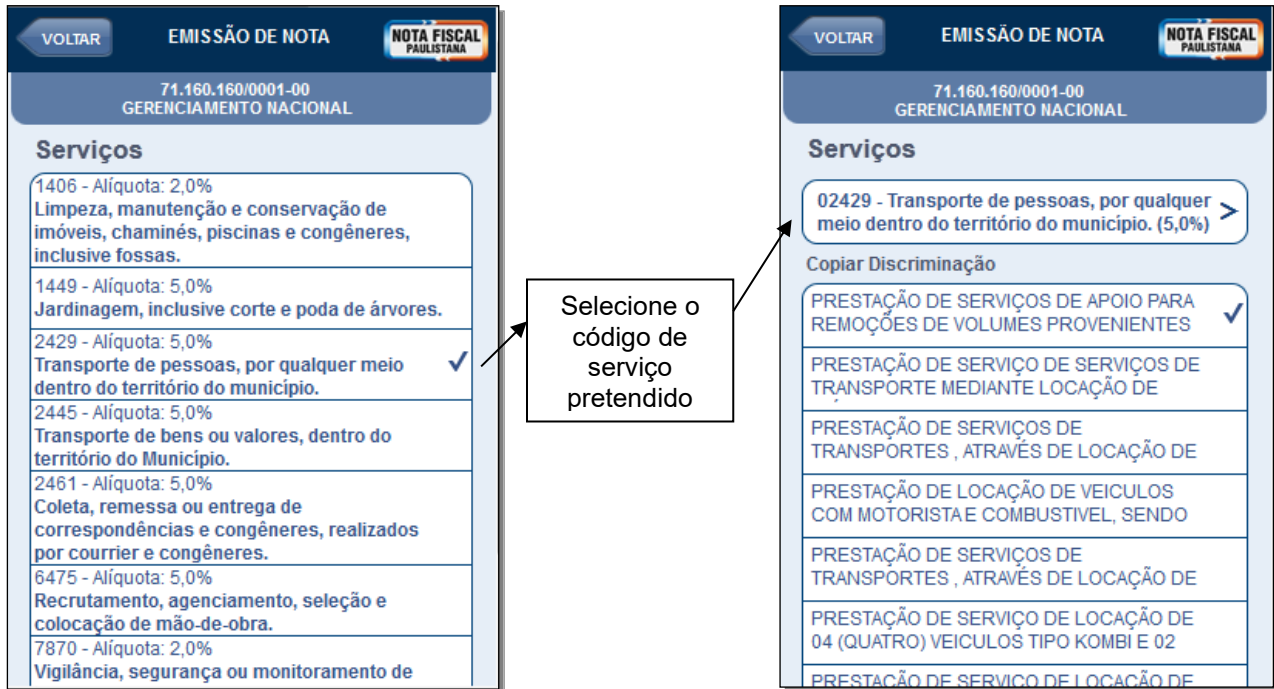 VOLTAR
EMISSÃO DE NOTA
NOTA FISCAL
PAULISTANA
71.160.160/0001-00
GERENCIAMENTO NACIONAL
Serviços
1406 - Alíquota: 2,0%
Limpeza, manutenção e conservação de
imóveis, chaminés, piscinas e congêneres,
inclusive fossas.
1449 - Alíquota: 5,0%
Jardinagem, inclusive corte e poda de árvores.
2429 - Alíquota: 5,0%
Transporte de pessoas, por qualquer meio
dentro do território do município.
2445 - Alíquota: 5,0%
Transporte de bens ou valores, dentro do
território do Município.
2461 - Alíquota: 5,0%
Coleta, remessa ou entrega de
correspondências e congêneres, realizados
por courrier e congêneres.
6475 - Alíquota: 5,0%
Recrutamento, agenciamento, seleção e
colocação de mão-de-obra.
7870 - Alíquota: 2,0%
Vigilância, segurança ou monitoramento de
Selecione o
código de
serviço
pretendido
VOLTAR
EMISSÃO DE NOTA
NOTA FISCAL
PAULISTANA
71.160.160/0001-00
GERENCIAMENTO NACIONAL
Serviços
02429 - Transporte de pessoas, por qualquer
meio dentro do território do município. (5,0%)
Copiar Discriminação
PRESTAÇÃO DE SERVIÇOS DE APOIO PARA
REMOÇÕES DE VOLUMES PROVENIENTES
PRESTAÇÃO DE SERVIÇO DE SERVIÇOS DE
TRANSPORTE MEDIANTE LOCAÇÃO DE
PRESTAÇÃO DE SERVIÇOS DE
TRANSPORTES , ATRAVÉS DE LOCAÇÃO DE
PRESTAÇÃO DE LOCAÇÃO DE VEICULOS
COM MOTORISTA E COMBUSTIVEL, SENDO
PRESTAÇÃO DE SERVIÇOS DE
TRANSPORTES , ATRAVÉS DE LOCAÇÃO DE
PRESTAÇÃO DE SERVIÇO DE LOCAÇÃO DE
04 (QUATRO) VEICULOS TIPO KOMBI E 02
PRESTAÇÃO DE SERVIÇO DE LOCAÇÃO DE